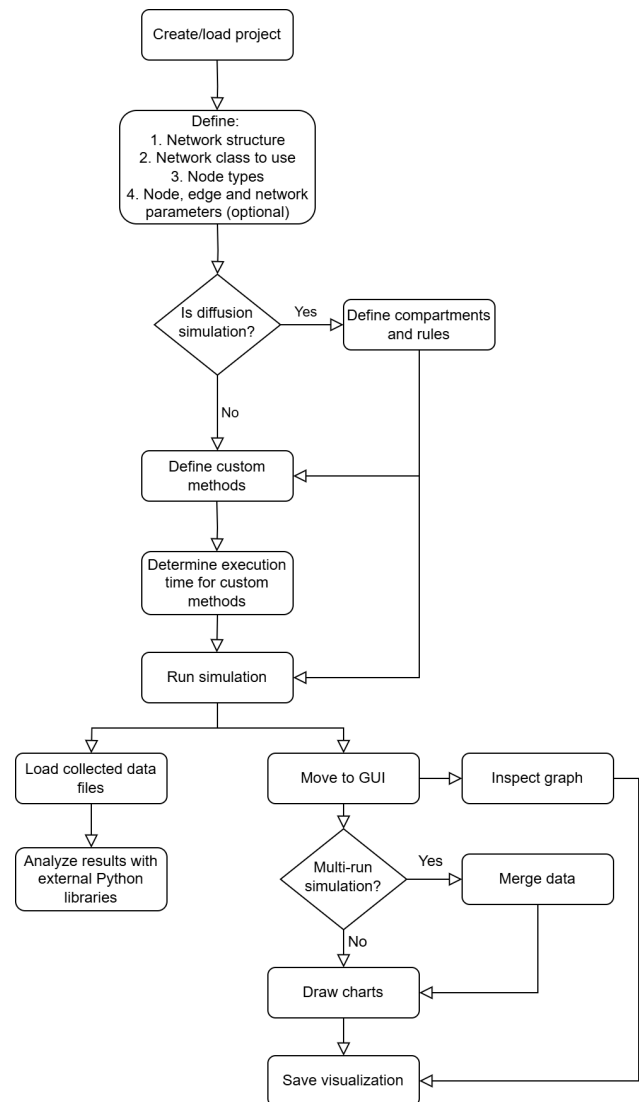 Create/load project
Define:
1. Network structure
2. Network class to use
3. Node types
4. Node, edge and network
parameters (optional)
Is diffusion
simulation?
Yes
Define compartments
and rules
No
Define custom
methods
Determine execution
time for custom
methods
Run simulation
Load collected data
files
Move to GUI
Inspect graph
Analyze results with
external Python
libraries
Multi-run
simulation?
Yes
Merge data
No
Draw charts
Save visualization